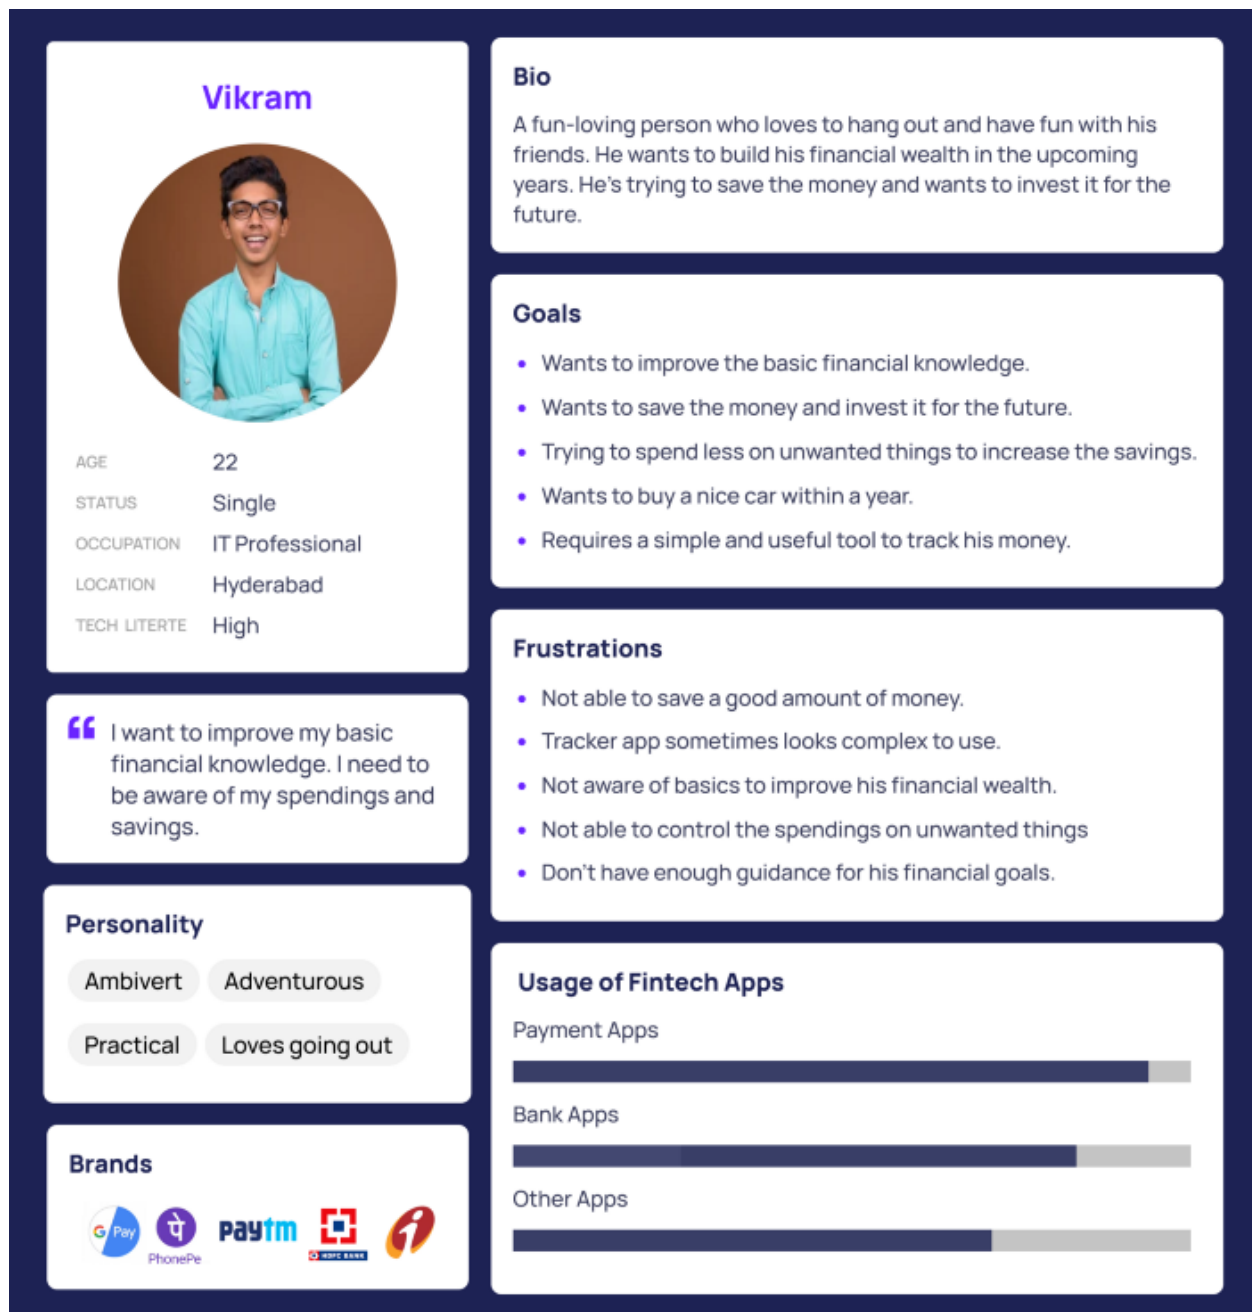 Vikram
AGE 22
STATUS Single
OCCUPATION IT Professional
LOCATION Hyderabad
TECH LITERTE High
“ I want to improve my basic
financial knowledge. I need to
be aware of my spendings and
savings.
Personality
Ambivert Adventurous
Practical Loves going out
Brands
G Pay
पे
PhonePe
paytm
HDFC BANK
i
Bio
A fun-loving person who loves to hang out and have fun with his
friends. He wants to build his financial wealth in the upcoming
years. He's trying to save the money and wants to invest it for the
future.
Goals
• Wants to improve the basic financial knowledge.
• Wants to save the money and invest it for the future.
• Trying to spend less on unwanted things to increase the savings.
• Wants to buy a nice car within a year.
• Requires a simple and useful tool to track his money.
Frustrations
• Not able to save a good amount of money.
• Tracker app sometimes looks complex to use.
• Not aware of basics to improve his financial wealth.
• Not able to control the spendings on unwanted things
• Don't have enough guidance for his financial goals.
Usage of Fintech Apps
Payment Apps
Bank Apps
Other Apps